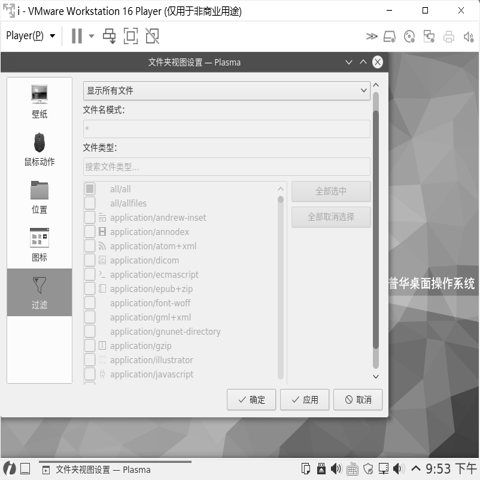 i - VMware Workstation 16 Player (仅用于非商业用途)
Player(P)
文件夹视图设置 — Plasma
壁纸
鼠标动作
位置
图标
过滤
显示所有文件
文件名模式：
*
文件类型：
搜索文件类型...
all/all
all/allfiles
application/andrew-inset
application/annodex
application/atom+xml
application/dicom
application/ecmascript
application/epub+zip
application/font-woff
application/gml+xml
application/gnunet-directory
application/gzip
application/illustrator
application/javascript
全部选中
全部取消选择
确定
应用
取消
普华桌面操作系统
文件夹视图设置 — Plasma
9:53 下午